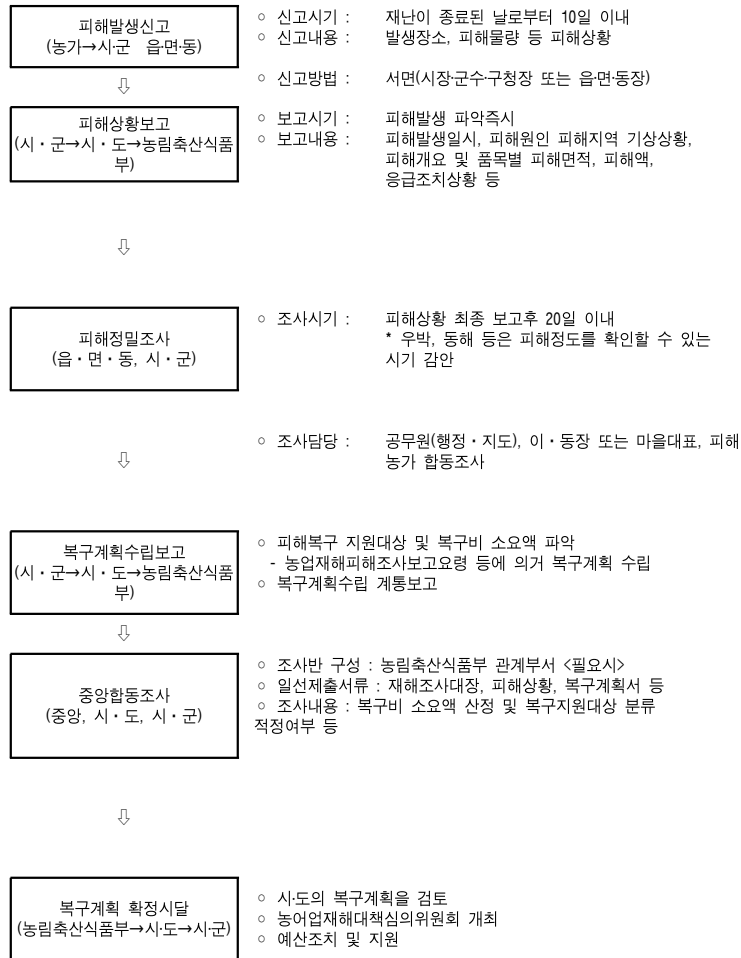 피해발생신고
(농가→시·군 읍·면·동)
○ 신고시기 : 재난이 종료된 날로부터 10일 이내
○ 신고내용 : 발생장소, 피해물량 등 피해상황
○ 신고방법 : 서면(시장·군수·구청장 또는 읍·면·동장)
⇩
피해상황보고
(시・군→시・도→농림축산식품
부)
○ 보고시기 : 피해발생 파악즉시
○ 보고내용 : 피해발생일시, 피해원인 피해지역 기상상황,
피해개요 및 품목별 피해면적, 피해액,
응급조치상황 등
⇩
피해정밀조사
(읍・면・동, 시・군)
○ 조사시기 : 피해상황 최종 보고후 20일 이내
* 우박, 동해 등은 피해정도를 확인할 수 있는
시기 감안
○ 조사담당 : 공무원(행정・지도), 이・동장 또는 마을대표, 피해
농가 합동조사
⇩
복구계획수립보고
(시・군→시・도→농림축산식품
부)
○ 피해복구 지원대상 및 복구비 소요액 파악
- 농업재해피해조사보고요령 등에 의거 복구계획 수립
○ 복구계획수립 계통보고
⇩
중앙합동조사
(중앙, 시・도, 시・군)
○ 조사반 구성 : 농림축산식품부 관계부서 <필요시>
○ 일선제출서류 : 재해조사대장, 피해상황, 복구계획서 등
○ 조사내용 : 복구비 소요액 산정 및 복구지원대상 분류
적정여부 등
⇩
복구계획 확정시달
(농림축산식품부→시·도→시·군)
○ 시·도의 복구계획을 검토
○ 농어업재해대책심의위원회 개최
○ 예산조치 및 지원